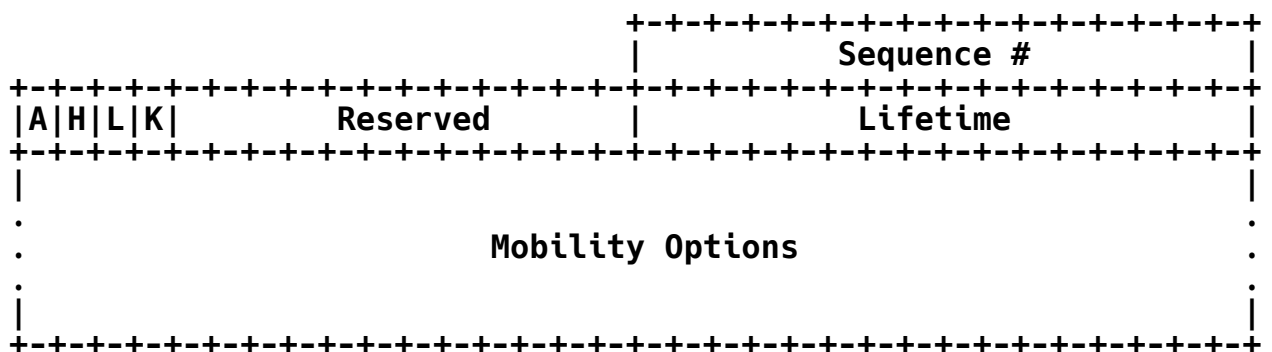 +-+-+-+-+-+-+-+-+-+-+-+-+-+-+-+-+
                                |          Sequence #           |
+-+-+-+-+-+-+-+-+-+-+-+-+-+-+-+-+-+-+-+-+-+-+-+-+-+-+-+-+-+-+-+-+
|A|H|L|K|        Reserved       |           Lifetime            |
+-+-+-+-+-+-+-+-+-+-+-+-+-+-+-+-+-+-+-+-+-+-+-+-+-+-+-+-+-+-+-+-+
|                                                               |
.                                                               .
.                        Mobility Options                       .
.                                                               .
|                                                               |
+-+-+-+-+-+-+-+-+-+-+-+-+-+-+-+-+-+-+-+-+-+-+-+-+-+-+-+-+-+-+-+-+